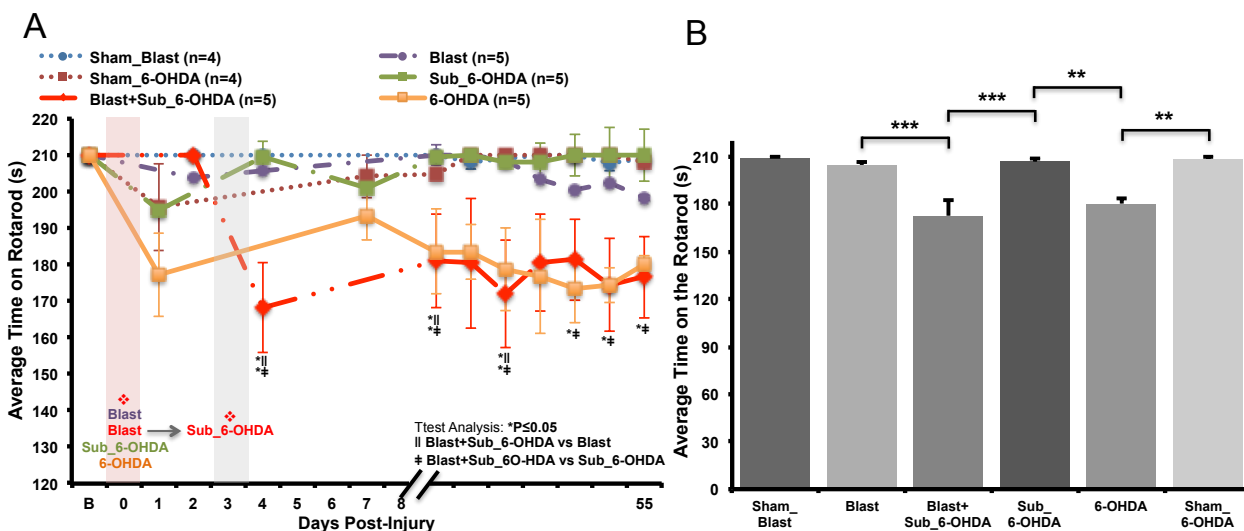 A
Sham_Blast (n=4)
Blast (n=5)
Sham_6-OHDA (n=4)
Sub_6-OHDA (n=5)
Blast+Sub_6-OHDA (n=5)
6-OHDA (n=5)
Average Time on Rotarod (s)
220
210
200
190
180
170
160
150
140
130
120
*ǁ
*ǂ
*ǁ
*ǂ
*ǁ
*ǂ
*ǂ
*ǂ
*ǂ
❖
Blast
❖
Blast → Sub_6-OHDA
Sub_6-OHDA
6-OHDA
Ttest Analysis: *P≤0.05
ǁ Blast+Sub_6-OHDA vs Blast
ǂ Blast+Sub_6O-HDA vs Sub_6-OHDA
B 0 1 2 3 4 5 6 7 8 55
Days Post-Injury
B
Average Time on the Rotarod (s)
210
180
150
120
90
60
30
0
***
***
**
**
Sham_
Blast
Blast
Blast+
Sub_6-OHDA
Sub_
6-OHDA
6-OHDA
Sham_
6-OHDA